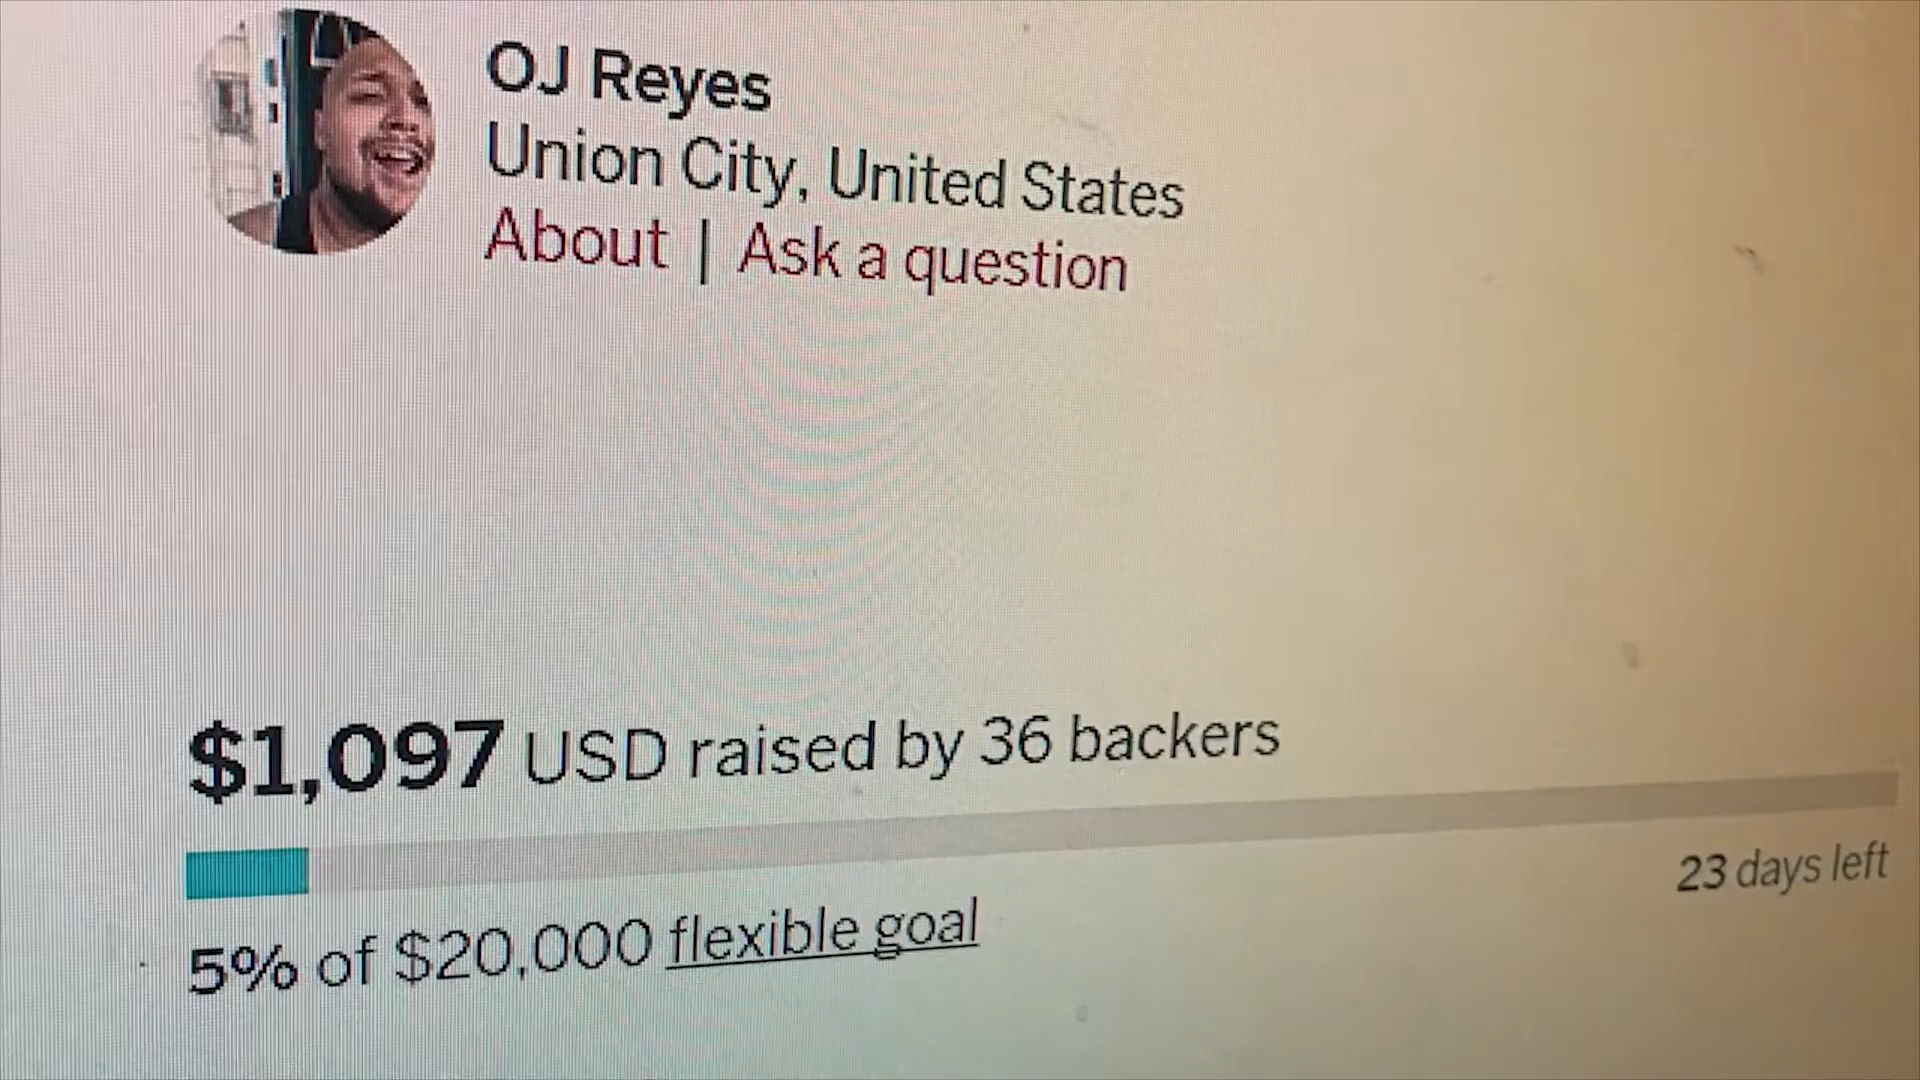 OJ Reyes
Union City, United States
About | Ask a question
$1,097 USD raised by 36 backers
23 days left
5% of $20,000 flexible goal